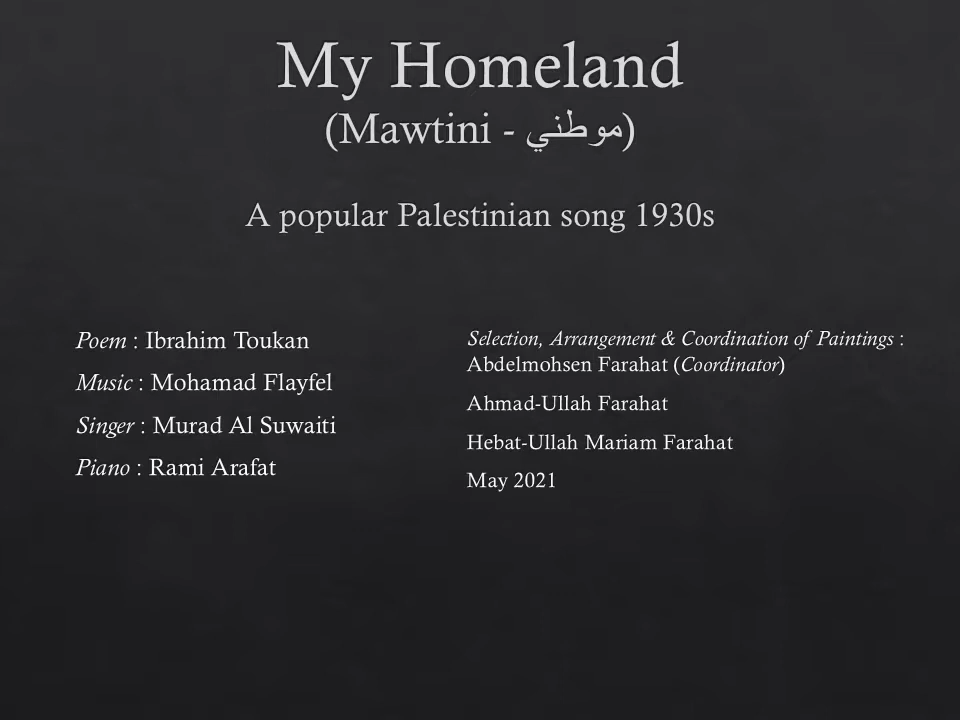 My Homeland
(Mawtini - موطني)
A popular Palestinian song 1930s
Poem : Ibrahim Toukan
Music : Mohamad Flayfel
Singer : Murad Al Suwaiti
Piano : Rami Arafat
Selection, Arrangement & Coordination of Paintings :
Abdelmohsen Farahat (Coordinator)
Ahmad-Ullah Farahat
Hebat-Ullah Mariam Farahat
May 2021